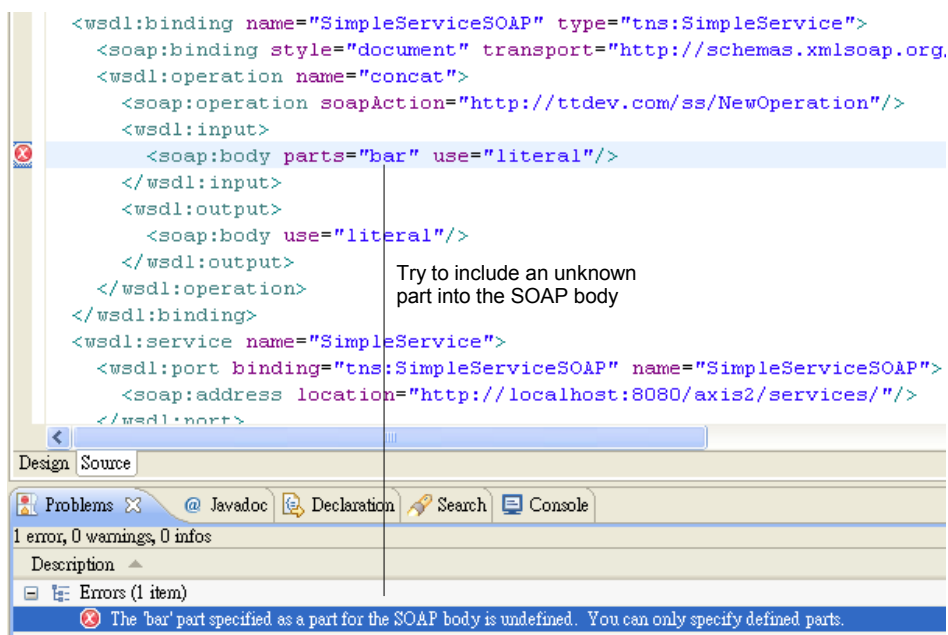 <wsdl:binding name="SimpleServiceSOAP" type="tns:SimpleService">
<soap:binding style="document" transport="http://schemas.xmlsoap.org.
<wsdl:operation name="concat">
<soap:operation soapAction="http://ttdev.com/ss/NewOperation"/>
<wsdl:input>
<soap:body parts="bar" use="literal"/>
</wsdl:input>
<wsdl:output>
<soap:body use="literal"/>
</wsdl:output>
Try to include an unknown
part into the SOAP body
</wsdl:operation>
</wsdl:binding>
<wsdl:service name="SimpleService">
<wsdl:port binding="tns:SimpleServiceSOAP" name="SimpleServiceSOAP">
<soap:address location="http://localhost:8080/axis2/services/"/>
</wsdl:port>
Design Source
Problems @ Javadoc Declaration Search Console
1 error, 0 warnings, 0 infos
Description
Errors (1 item)
The 'bar' part specified as a part for the SOAP body is undefined. You can only specify defined parts.